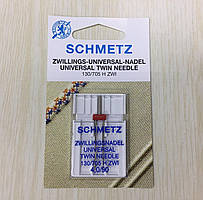 SCHMETZ
ZWILLINGS-UNIVERSAL-NADEL
UNIVERSAL TWIN NEEDLE
130/705 H ZWI
ZWILLINGSNADEL
UNIVERSAL
TWIN NEEDLE
130/705 H ZWI
4,0/90